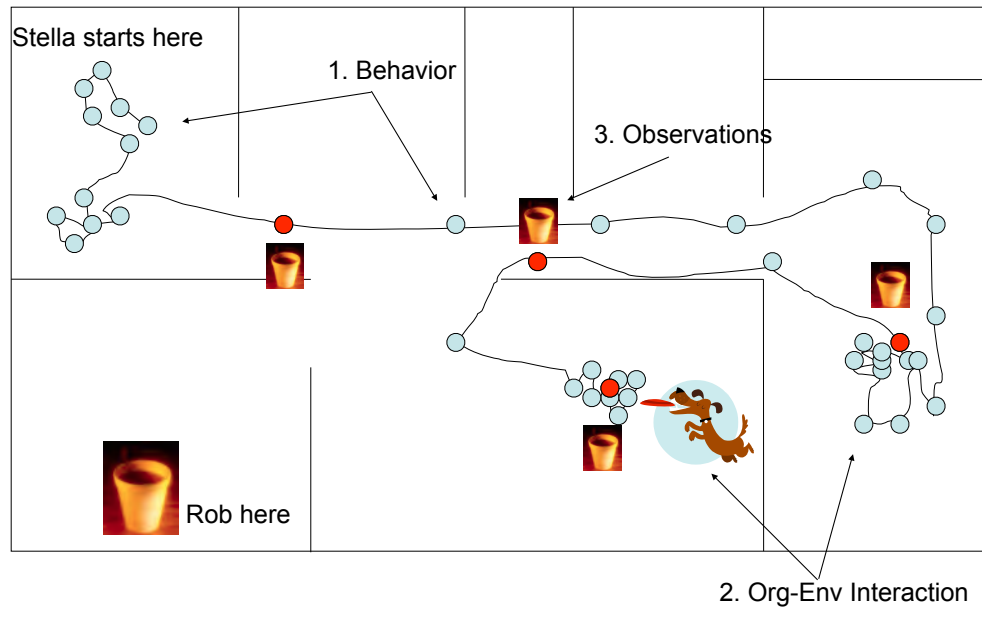 Stella starts here
1. Behavior
3. Observations
Rob here
2. Org-Env Interaction